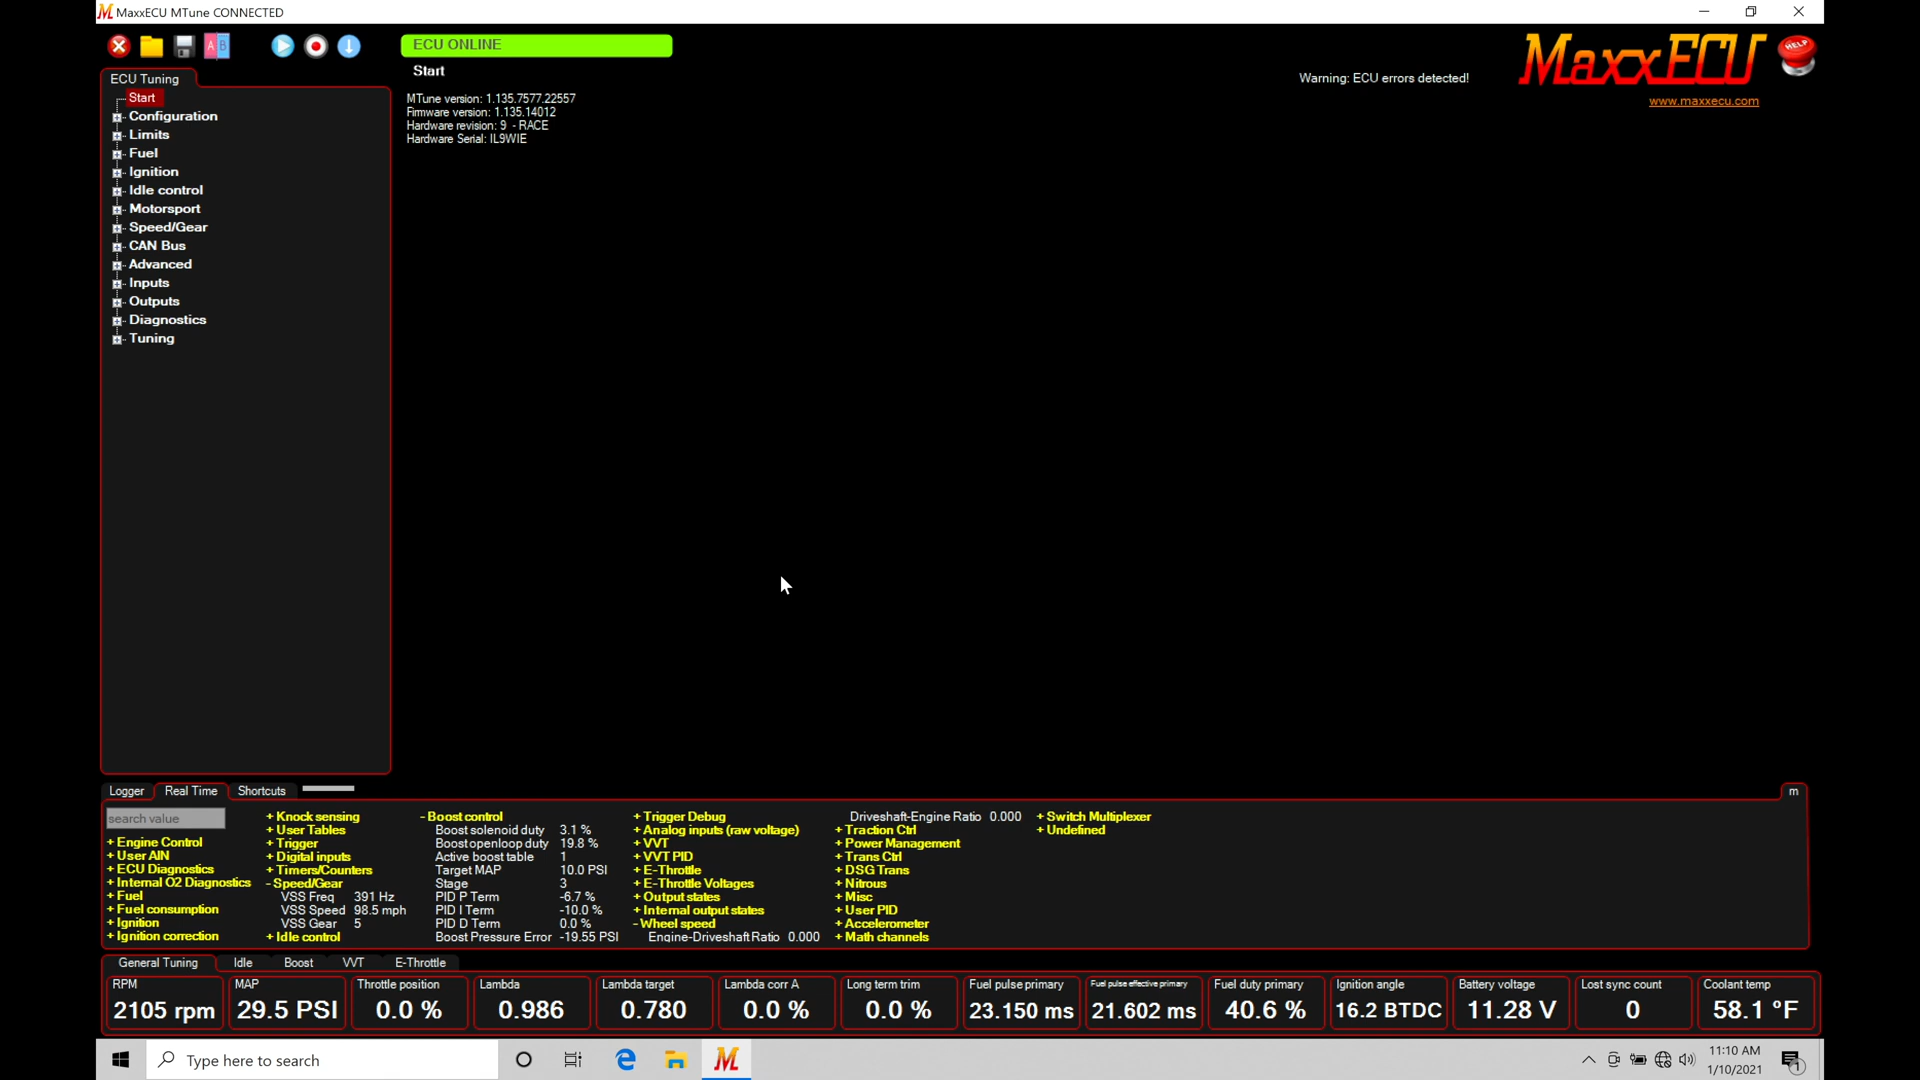 MaxxECU MTune CONNECTED
ECU ONLINE
MaxxECU
HELP
ECU Tuning
Start
Warning: ECU errors detected!
www.maxxecu.com
MTune version: 1.135.7577.22557
Firmware version: 1.135.14012
Hardware revision: 9 - RACE
Hardware Serial: IL9WIE
Start
Configuration
Limits
Fuel
Ignition
Idle control
Motorsport
Speed/Gear
CAN Bus
Advanced
Inputs
Outputs
Diagnostics
Tuning
Logger Real Time Shortcuts m
search value
+ Engine Control
+ User AIN
+ ECU Diagnostics
+ Internal O2 Diagnostics
+ Fuel
+ Fuel consumption
+ Ignition
+ Ignition correction
+ Knock sensing
+ User Tables
+ Trigger
+ Digital inputs
+ Timers/Counters
- Speed/Gear
VSS Freq 391 Hz
VSS Speed 98.5 mph
VSS Gear 5
+ Idle control
- Boost control
Boost solenoid duty 3.1 %
Boost openloop duty 19.8 %
Active boost table 1
Target MAP 10.0 PSI
Stage 3
PID P Term -6.7 %
PID I Term -10.0 %
PID D Term 0.0 %
Boost Pressure Error -19.55 PSI
+ Trigger Debug
+ Analog inputs (raw voltage)
+ VVT
+ VVT PID
+ E-Throttle
+ E-Throttle Voltages
+ Output states
+ Internal output states
- Wheel speed
Engine-Driveshaft Ratio 0.000
Driveshaft-Engine Ratio 0.000
+ Traction Ctrl
+ Power Management
+ Trans Ctrl
+ DSG Trans
+ Nitrous
+ Misc
+ User PID
+ Accelerometer
+ Math channels
+ Switch Multiplexer
+ Undefined
General Tuning Idle Boost VVT E-Throttle
RPM
2105 rpm
MAP
29.5 PSI
Throttle position
0.0 %
Lambda
0.986
Lambda target
0.780
Lambda corr A
0.0 %
Long term trim
0.0 %
Fuel pulse primary
23.150 ms
Fuel pulse effective primary
21.602 ms
Fuel duty primary
40.6 %
Ignition angle
16.2 BTDC
Battery voltage
11.28 V
Lost sync count
0
Coolant temp
58.1 °F
Type here to search
11:10 AM
1/10/2021
1